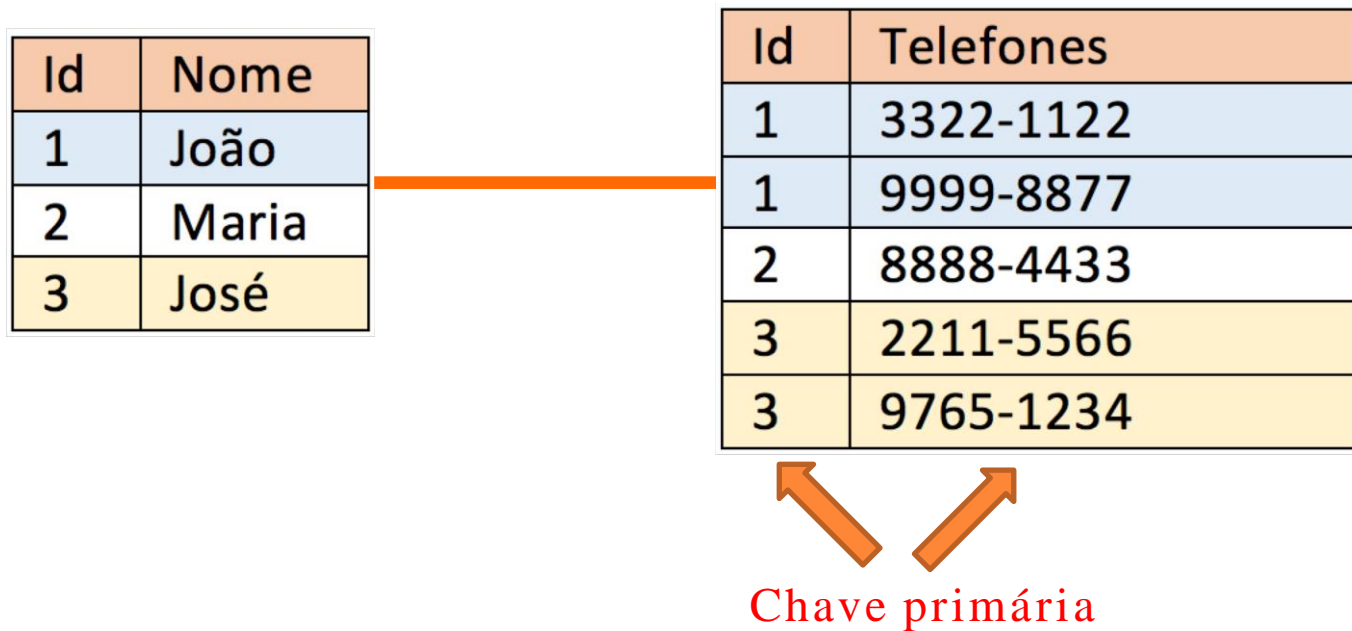 Id Nome
1 João
2 Maria
3 José
Id Telefones
1 3322-1122
1 9999-8877
2 8888-4433
3 2211-5566
3 9765-1234
Chave primária